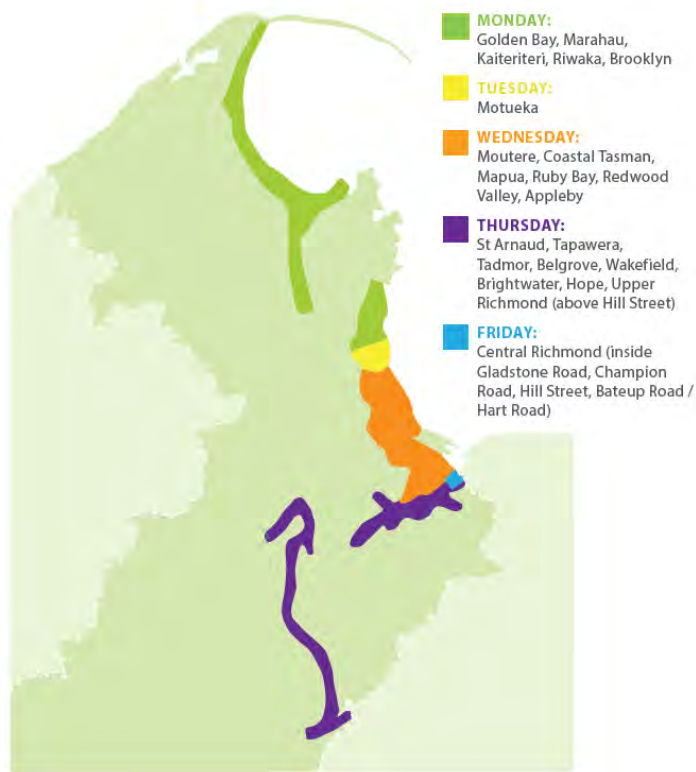 MONDAY:
Golden Bay, Marahau,
Kaiteriteri, Riwaka, Brooklyn
TUESDAY:
Motueka
WEDNESDAY:
Moutere, Coastal Tasman,
Mapua, Ruby Bay, Redwood
Valley, Appleby
THURSDAY:
St Arnaud, Tapawera,
Tadmor, Belgrove, Wakefield,
Brightwater, Hope, Upper
Richmond (above Hill Street)
FRIDAY:
Central Richmond (inside
Gladstone Road, Champion
Road, Hill Street, Bateup Road /
Hart Road)